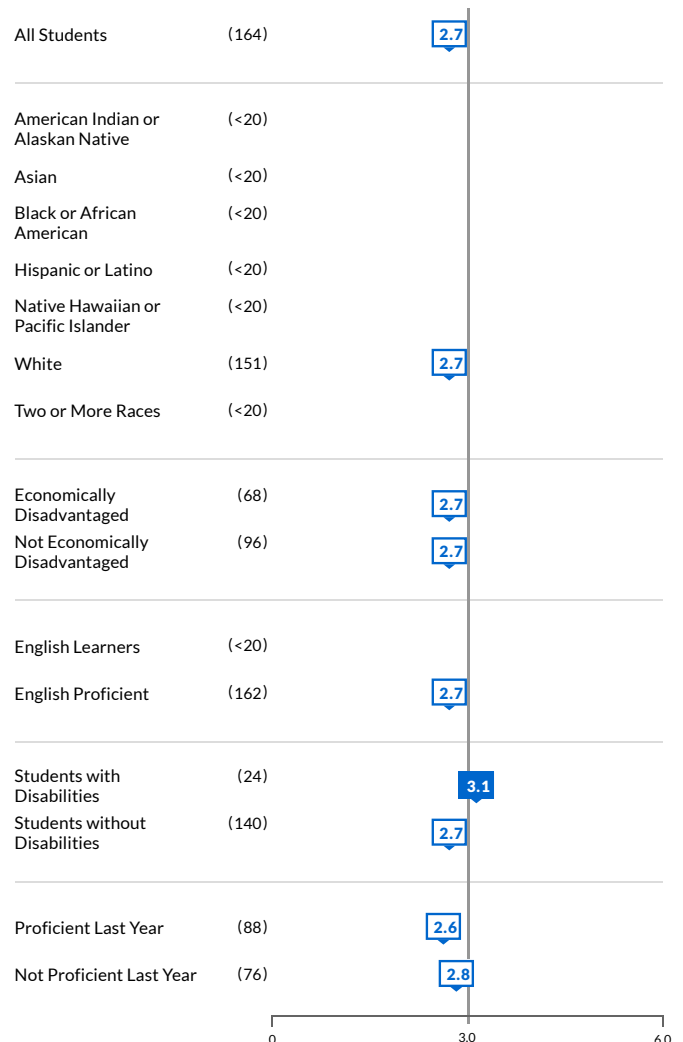 All Students (164) 2.7
American Indian or (<20)
Alaskan Native
Asian (<20)
Black or African (<20)
American
Hispanic or Latino (<20)
Native Hawaiian or (<20)
Pacific Islander
White (151) 2.7
Two or More Races (<20)
Economically (68) 2.7
Disadvantaged
Not Economically (96) 2.7
Disadvantaged
English Learners (<20)
English Proficient (162) 2.7
Students with (24) 3.1
Disabilities
Students without (140) 2.7
Disabilities
Proficient Last Year (88) 2.6
Not Proficient Last Year (76) 2.8
0 3.0 6.0